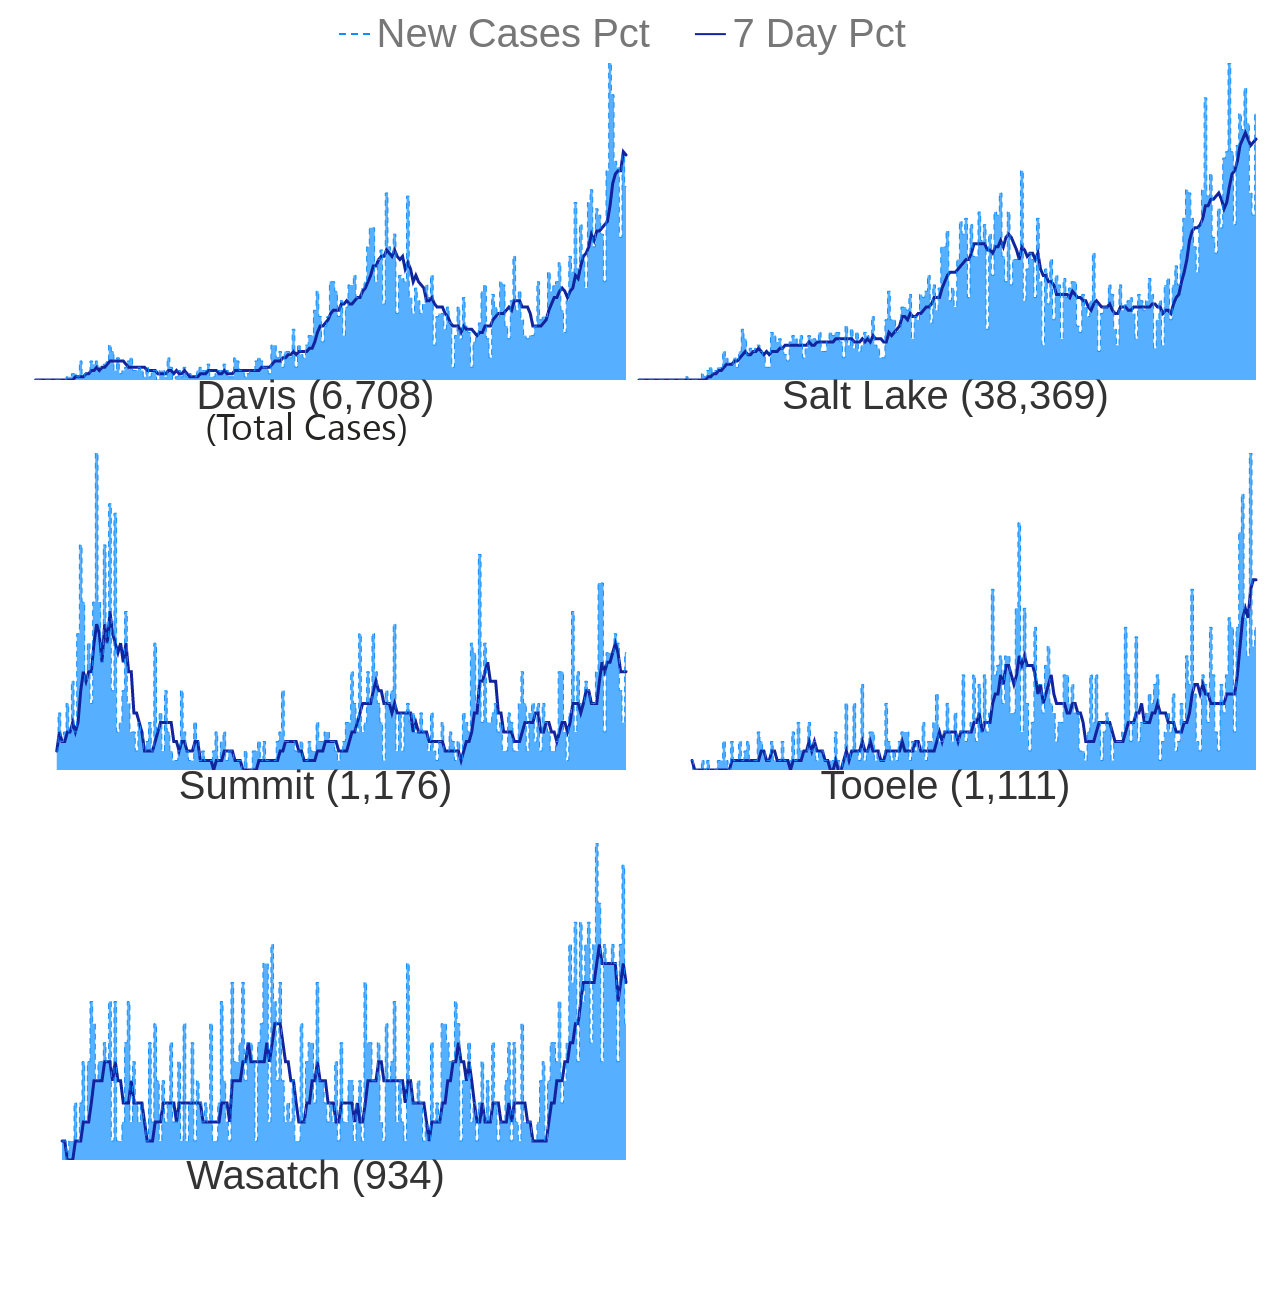 New Cases Pct 7 Day Pct
Davis (6,708) Salt Lake (38,369)
(Total Cases)
Summit (1,176) Tooele (1,111)
Wasatch (934)